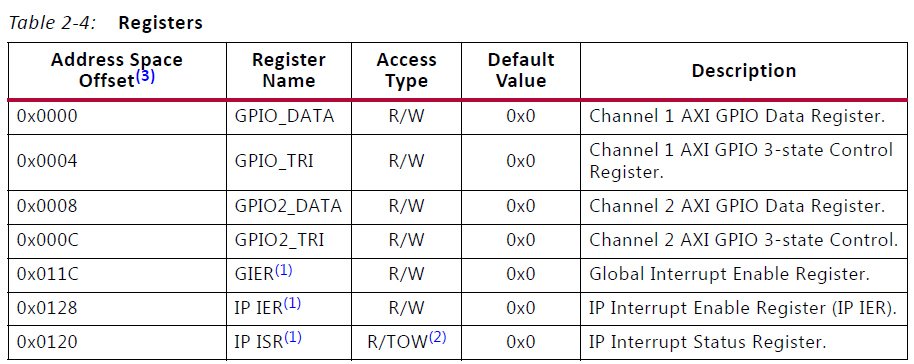 Table 2-4: Registers
Address Space Offset(3) Register Name Access Type Default Value Description
0x0000 GPIO_DATA R/W 0x0 Channel 1 AXI GPIO Data Register.
0x0004 GPIO_TRI R/W 0x0 Channel 1 AXI GPIO 3-state Control
Register.
0x0008 GPIO2_DATA R/W 0x0 Channel 2 AXI GPIO Data Register.
0x000C GPIO2_TRI R/W 0x0 Channel 2 AXI GPIO 3-state Control.
0x011C GIER(1) R/W 0x0 Global Interrupt Enable Register.
0x0128 IP IER(1) R/W 0x0 IP Interrupt Enable Register (IP IER).
0x0120 IP ISR(1) R/TOW(2) 0x0 IP Interrupt Status Register.